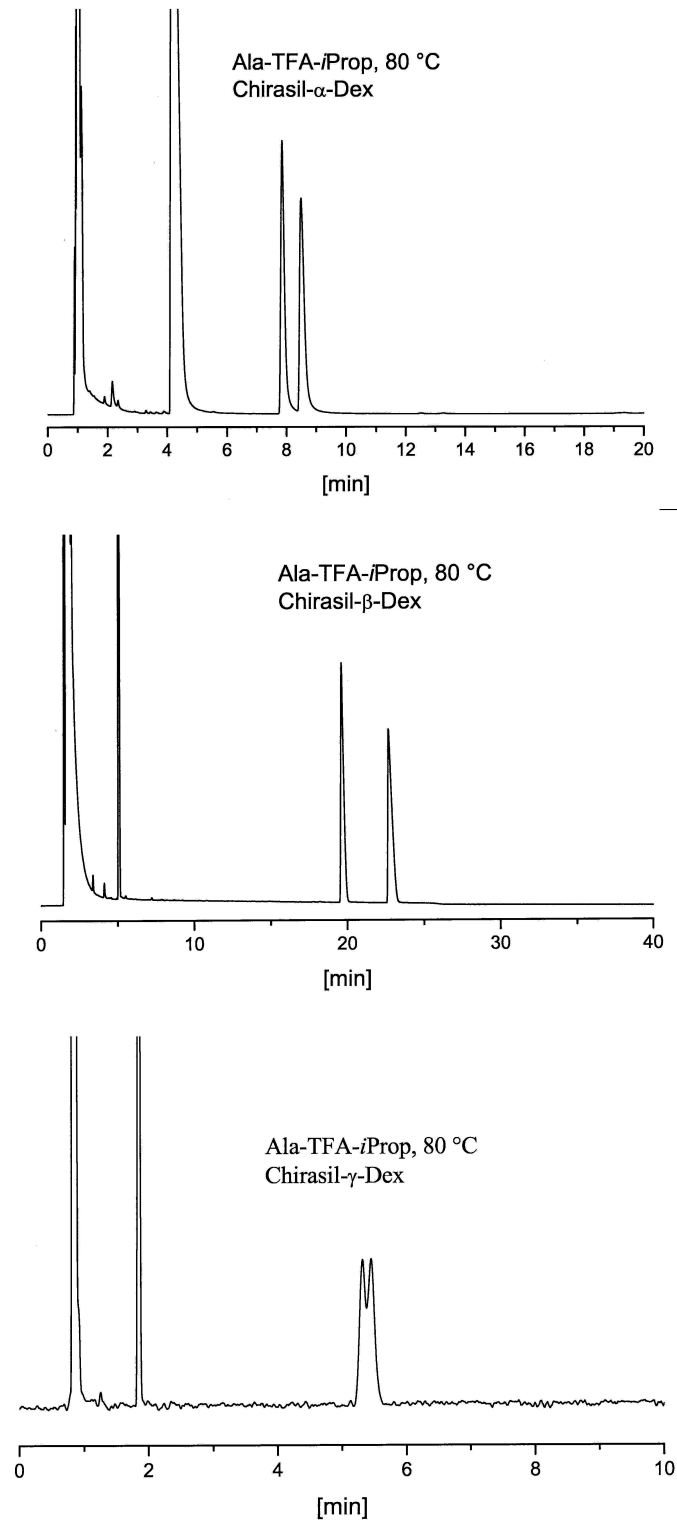 Ala-TFA-iProp, 80 °C
Chirasil-α-Dex
0 2 4 6 8 10 12 14 16 18 20
[min]
Ala-TFA-iProp, 80 °C
Chirasil-β-Dex
0 10 20 30 40
[min]
Ala-TFA-iProp, 80 °C
Chirasil-γ-Dex
0 2 4 6 8 10
[min]